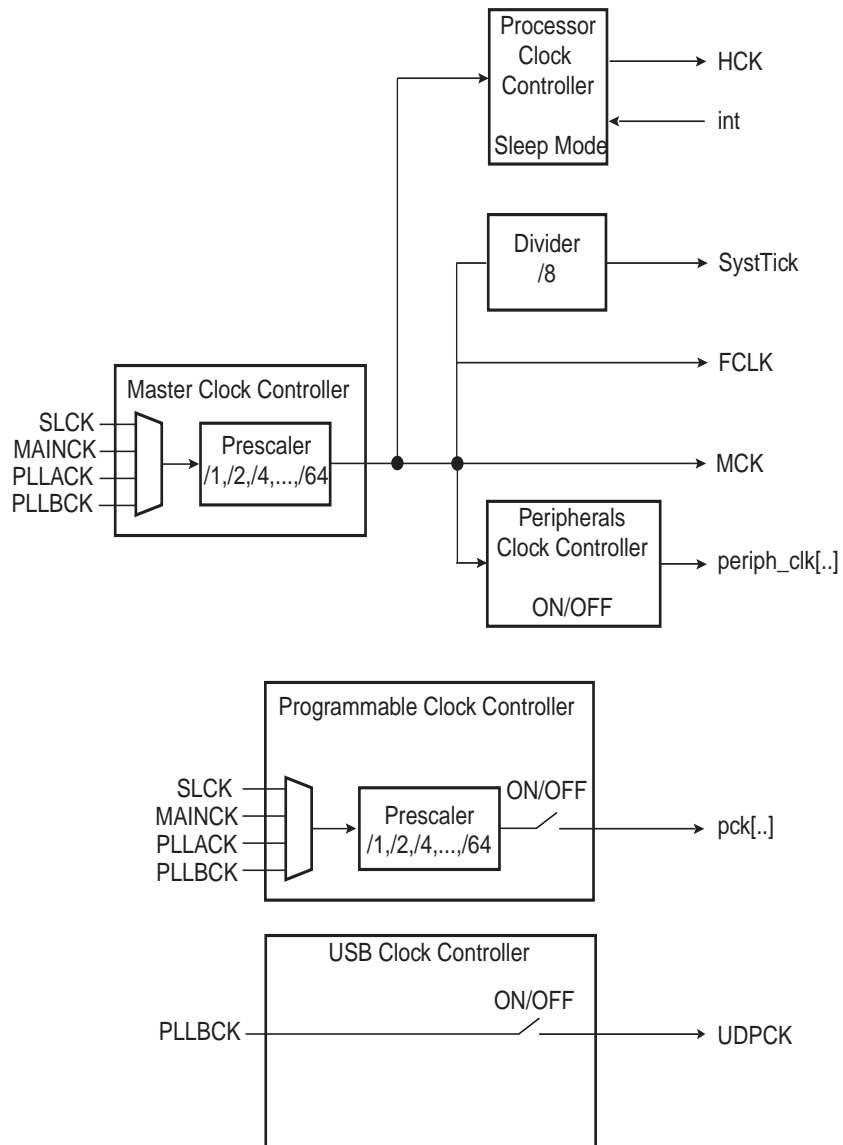 Processor
Clock
Controller
Sleep Mode
HCK
int
Divider
/8
SystTick
FCLK
Master Clock Controller
SLCK
MAINCK
PLLACK
PLLBCK
Prescaler
/1,/2,/4,...,/64
MCK
Peripherals
Clock Controller
ON/OFF
periph_clk[..]
Programmable Clock Controller
SLCK
MAINCK
PLLACK
PLLBCK
Prescaler
/1,/2,/4,...,/64
ON/OFF
pck[..]
USB Clock Controller
ON/OFF
PLLBCK
UDPCK